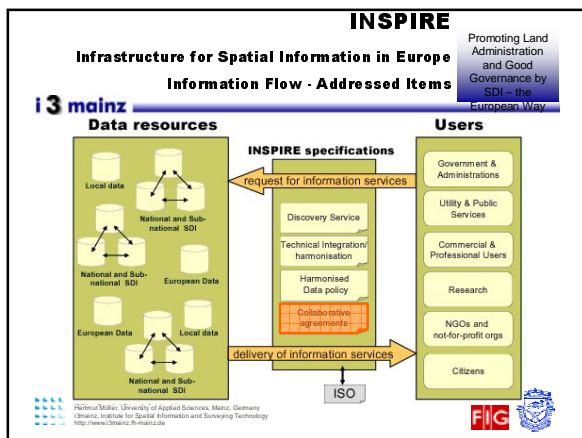 INSPIRE
Infrastructure for Spatial Information in Europe
Information Flow - Addressed Items
Promoting Land
Administration
and Good
Governance by
SDI – the
European Way
i3mainz
Data resources
Users
INSPIRE specifications
request for information services
Local data
National and Sub-
national SDI
National and Sub-
national SDI
European Data
European Data
Local data
National and Sub-
national SDI
Discovery Service
Technical Integration/
harmonisation
Harmonised
Data policy
Collaborative
agreements
delivery of information services
ISO
Government &
Administrations
Utility & Public
Services
Commercial &
Professional Users
Research
NGOs and
not-for-profit orgs
Citizens
Hartmut Müller, University of Applied Sciences, Mainz, Germany
i3mainz, Institute for Spatial Information and Surveying Technology
http://www.i3mainz.fh-mainz.de
FIG